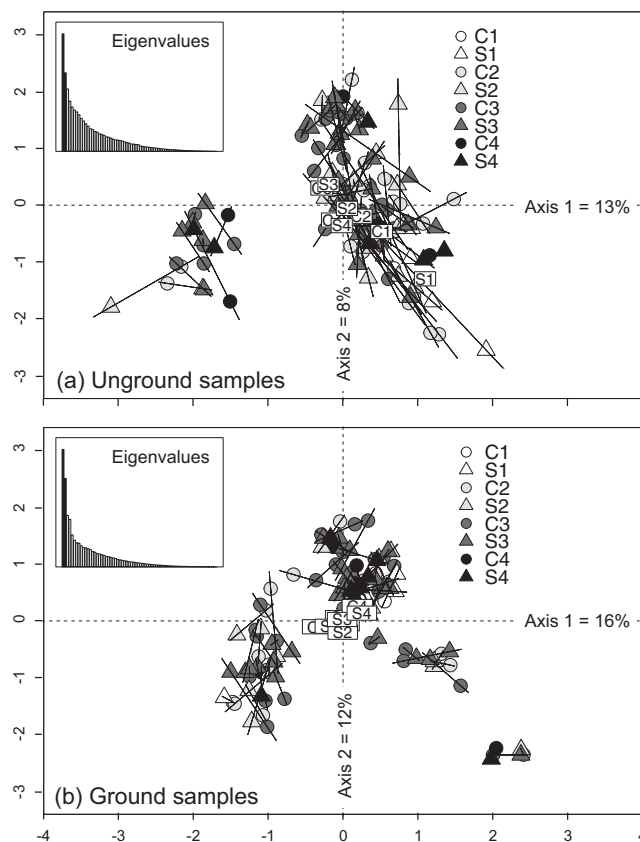 3
2
1
0
-1
-2
-3
Eigenvalues
C1
S1
C2
S2
C3
S3
C4
S4
S3
S2
C2
S4
C1
S1
Axis 1 = 13%
Axis 2 = 8%
(a) Unground samples
3
2
1
0
-1
-2
-3
Eigenvalues
C1
S1
C2
S2
C3
S3
C4
S4
S4
S3
S2
Axis 1 = 16%
Axis 2 = 12%
(b) Ground samples
-4 -3 -2 -1 0 1 2 3 4